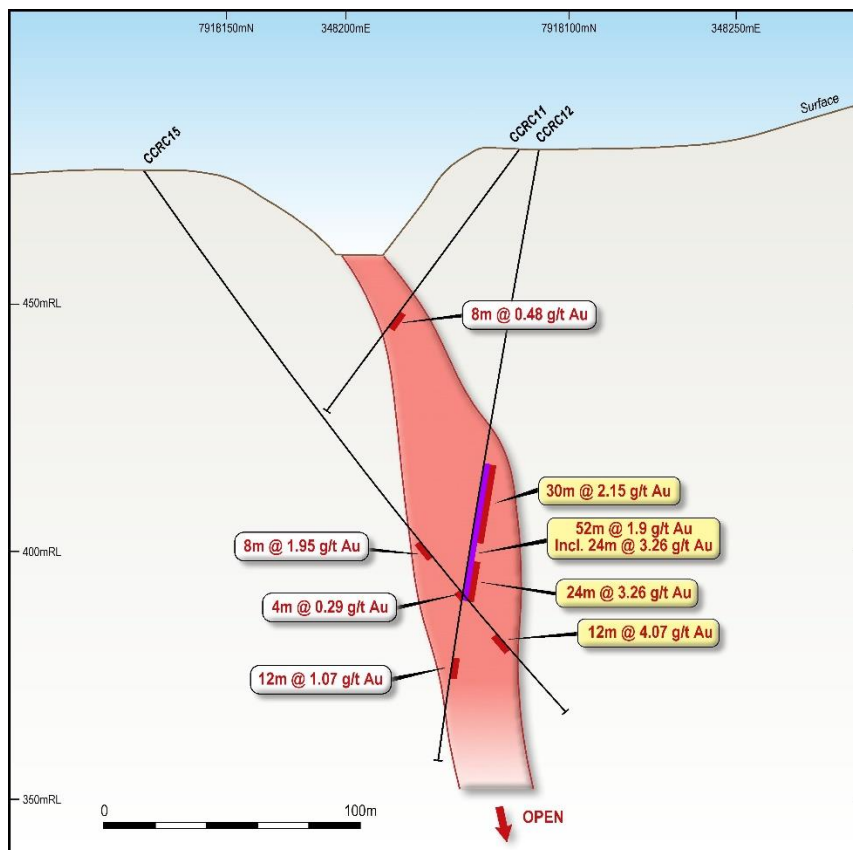 7918150mN
348200mE
7918100mN
348250mE
Surface
CCRC15
CCRC11
CCRC12
450mRL
8m @ 0.48 g/t Au
30m @ 2.15 g/t Au
52m @ 1.9 g/t Au
Incl. 24m @ 3.26 g/t Au
400mRL
8m @ 1.95 g/t Au
24m @ 3.26 g/t Au
4m @ 0.29 g/t Au
12m @ 4.07 g/t Au
12m @ 1.07 g/t Au
350mRL
0
100m
OPEN